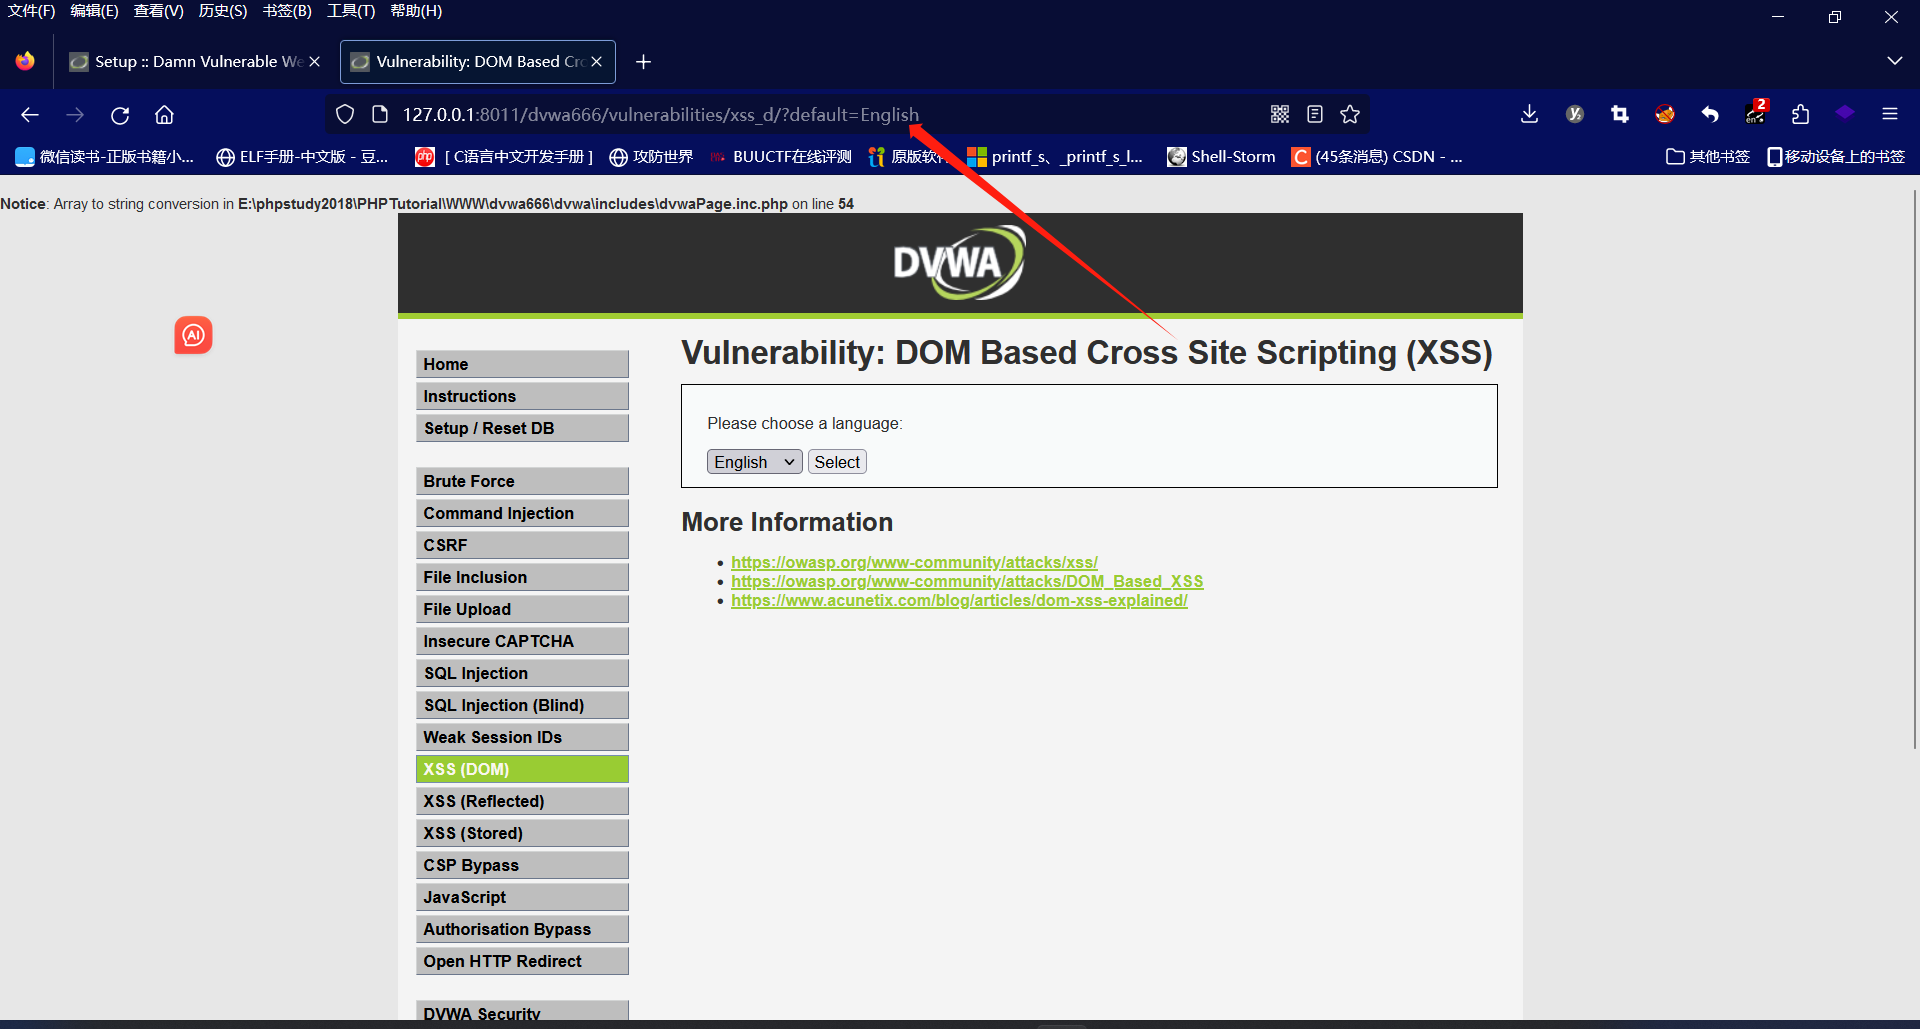 文件(F) 编辑(E) 查看(V) 历史(S) 书签(B) 工具(T) 帮助(H)
Setup :: Damn Vulnerable We
Vulnerability: DOM Based Cro
127.0.0.1:8011/dvwa666/vulnerabilities/xss_d/?default=English
2
en
微信读书-正版书籍小...
ELF手册-中文版 - 豆...
php
[ C语言中文开发手册 ]
攻防世界
BUUCTF在线评测
原版软件
printf_s、_printf_s_l...
Shell-Storm
C
(45条消息) CSDN - ...
其他书签
移动设备上的书签
Notice: Array to string conversion in E:\phpstudy2018\PHPTutorial\WWW\dvwa666\dvwa\includes\dvwaPage.inc.php on line 54
DVWA
AI
Vulnerability: DOM Based Cross Site Scripting (XSS)
Please choose a language:
English
Select
More Information
https://owasp.org/www-community/attacks/xss/
https://owasp.org/www-community/attacks/DOM_Based_XSS
https://www.acunetix.com/blog/articles/dom-xss-explained/
Home
Instructions
Setup / Reset DB
Brute Force
Command Injection
CSRF
File Inclusion
File Upload
Insecure CAPTCHA
SQL Injection
SQL Injection (Blind)
Weak Session IDs
XSS (DOM)
XSS (Reflected)
XSS (Stored)
CSP Bypass
JavaScript
Authorisation Bypass
Open HTTP Redirect
DVWA Security